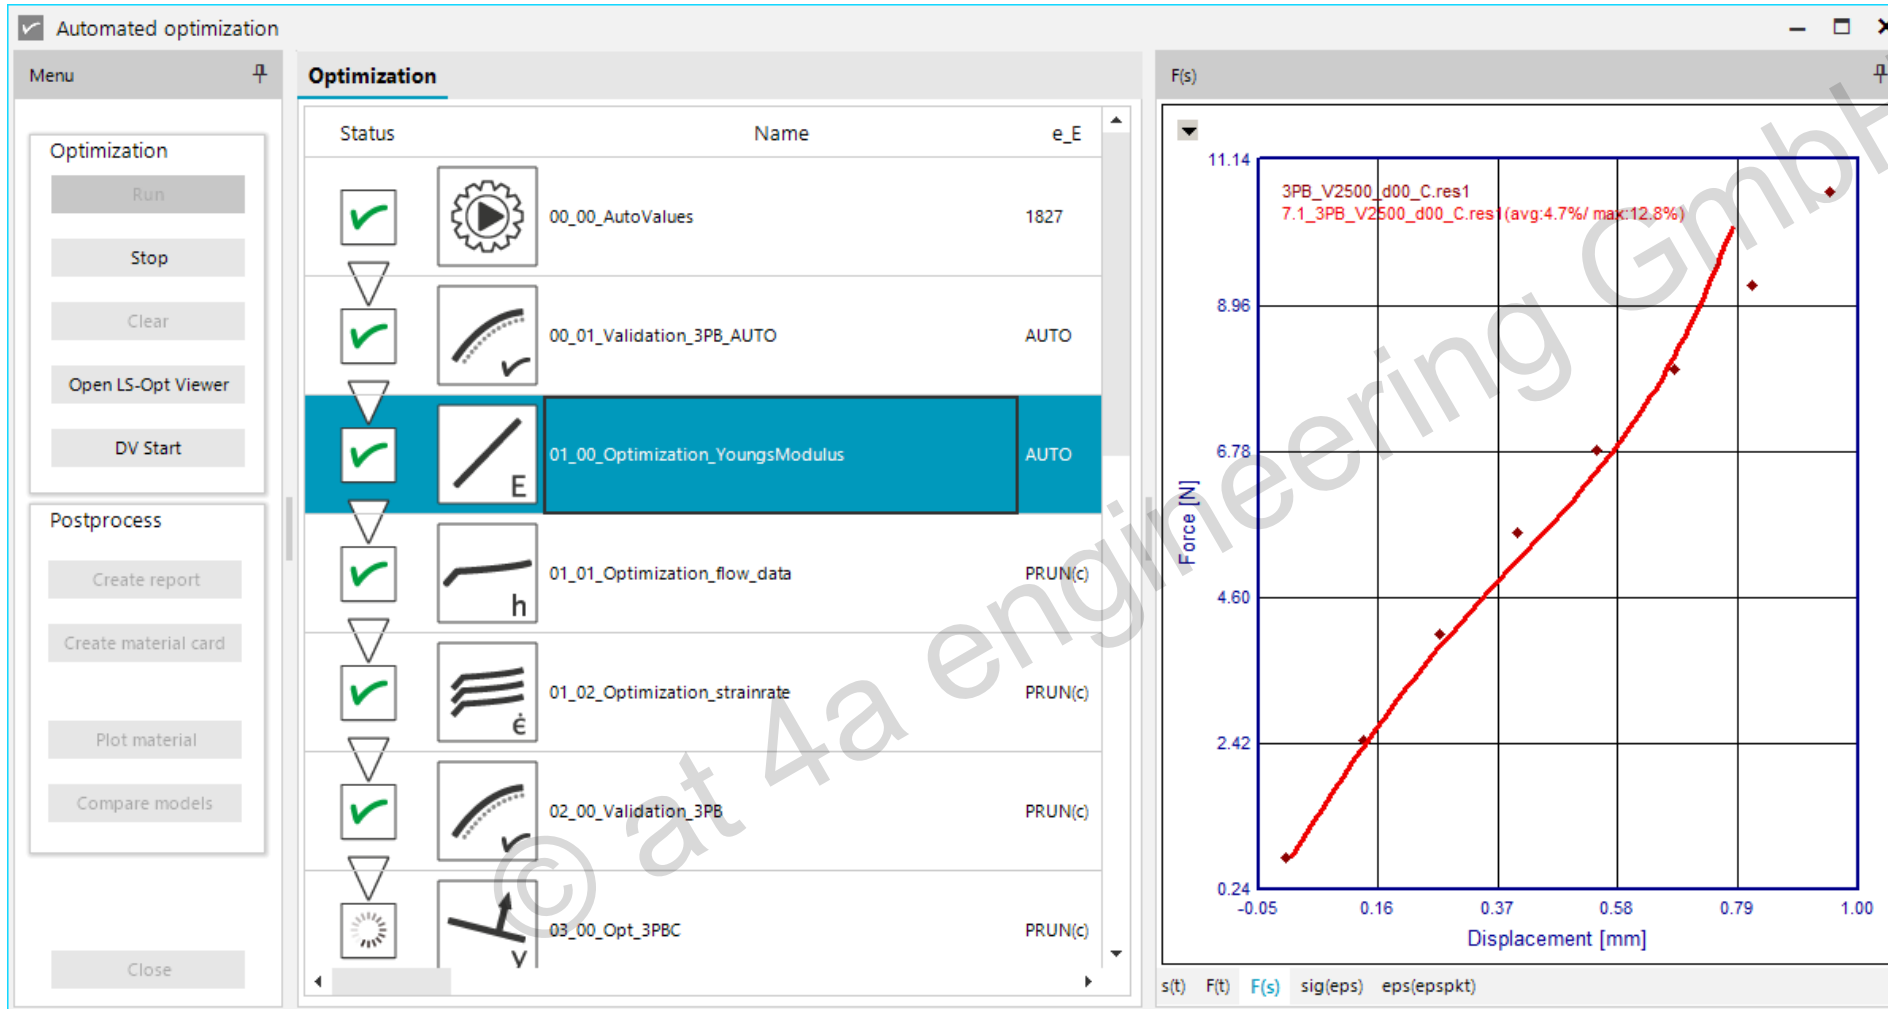 Automated optimization
Menu
Optimization
Run
Stop
Clear
Open LS-Opt Viewer
DV Start
Postprocess
Create report
Create material card
Plot material
Compare models
Close
Optimization
Status Name e_E
00_00_AutoValues 1827
00_01_Validation_3PB_AUTO AUTO
E 01_00_Optimization_YoungsModulus AUTO
h 01_01_Optimization_flow_data PRUN(c)
ε̇ 01_02_Optimization_strainrate PRUN(c)
02_00_Validation_3PB PRUN(c)
ν 03_00_Opt_3PBC PRUN(c)
F(s)
3PB_V2500_d00_C.res1
7.1_3PB_V2500_d00_C.res1(avg:4.7%/ max:12.8%)
11.14
8.96
6.78
4.60
2.42
0.24
Force [N]
-0.05 0.16 0.37 0.58 0.79 1.00
Displacement [mm]
s(t) F(t) F(s) sig(eps) eps(epspkt)
© at 4a engineering GmbH